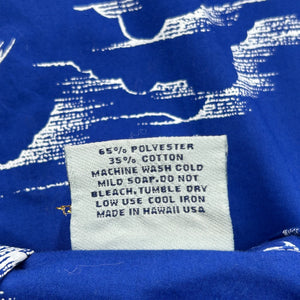 65% POLYESTER
35% COTTON
MACHINE WASH COLD
MILD SOAP. DO NOT
BLEACH. TUMBLE DRY
LOW USE COOL IRON
MADE IN HAWAII USA